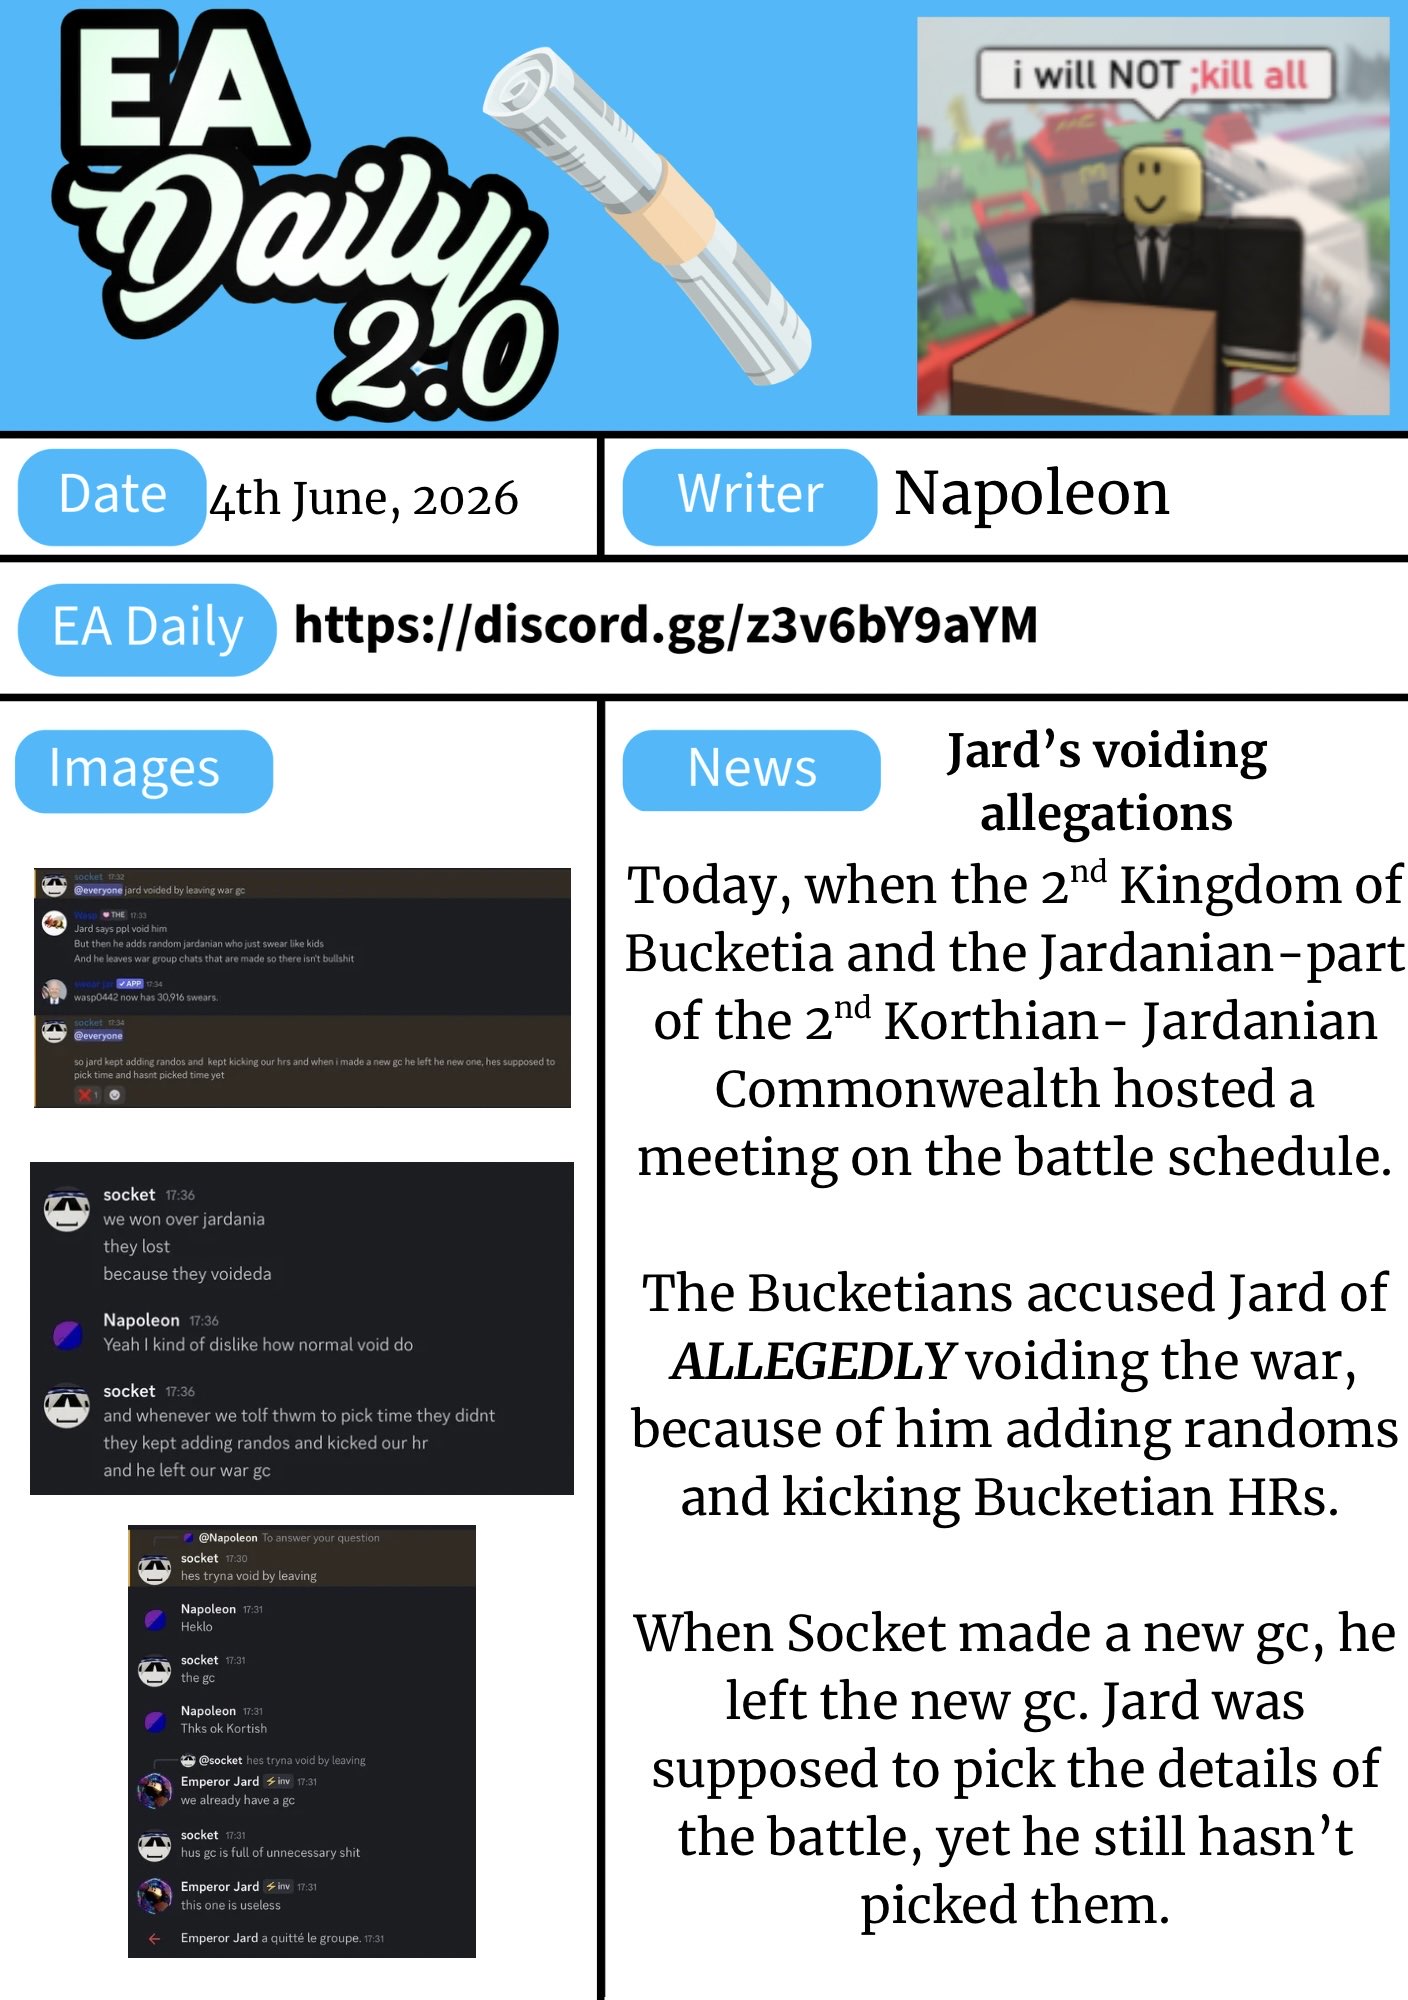 EA
Daily
2.0
i will NOT ;kill all
Date
4th June, 2026
Writer
Napoleon
EA Daily
https://discord.gg/z3v6bY9aYM
Images
socket 17:32
@everyone jard voided by leaving war gc
Wasp THE 17:33
Jard says ppl void him
But then he adds random jardanian who just swear like kids
And he leaves war group chats that are made so there isn't bullshit
swear jar ✓ APP 17:34
wasp0442 now has 30,916 swears.
socket 17:34
@everyone
so jard kept adding randos and kept kicking our hrs and when i made a new gc he left he new one, hes supposed to
pick time and hasnt picked time yet
1
socket 17:36
we won over jardania
they lost
because they voideda
Napoleon 17:36
Yeah I kind of dislike how normal void do
socket 17:36
and whenever we tolf thwm to pick time they didnt
they kept adding randos and kicked our hr
and he left our war gc
@Napoleon To answer your question
socket 17:30
hes tryna void by leaving
Napoleon 17:31
Heklo
socket 17:31
the gc
Napoleon 17:31
Thks ok Kortish
@socket hes tryna void by leaving
Emperor Jard inv 17:31
we already have a gc
socket 17:31
hus gc is full of unnecessary shit
Emperor Jard inv 17:31
this one is useless
Emperor Jard a quitté le groupe. 17:31
News
Jard’s voiding
allegations
Today, when the 2nd Kingdom of
Bucketia and the Jardanian-part
of the 2nd Korthian- Jardanian
Commonwealth hosted a
meeting on the battle schedule.
The Bucketians accused Jard of
ALLEGEDLY voiding the war,
because of him adding randoms
and kicking Bucketian HRs.
When Socket made a new gc, he
left the new gc. Jard was
supposed to pick the details of
the battle, yet he still hasn’t
picked them.